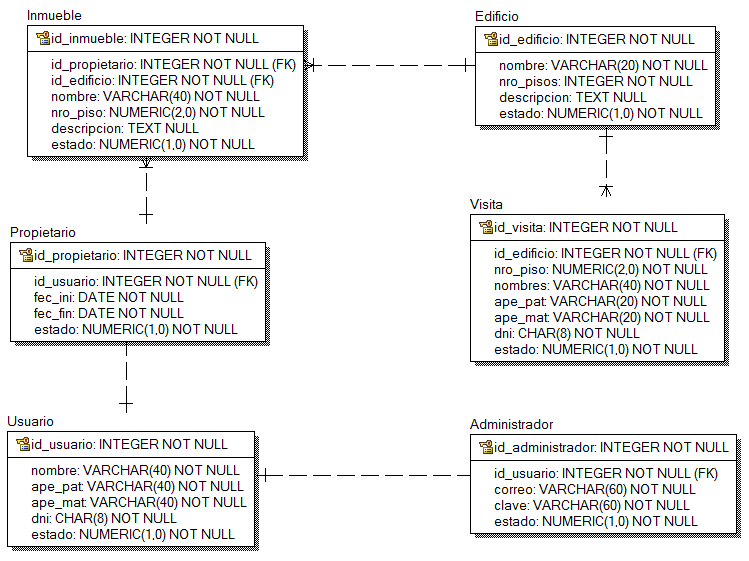 Inmueble
id_inmueble: INTEGER NOT NULL
id_propietario: INTEGER NOT NULL (FK)
id_edificio: INTEGER NOT NULL (FK)
nombre: VARCHAR(40) NOT NULL
nro_piso: NUMERIC(2,0) NOT NULL
descripcion: TEXT NULL
estado: NUMERIC(1,0) NOT NULL
Edificio
id_edificio: INTEGER NOT NULL
nombre: VARCHAR(20) NOT NULL
nro_pisos: INTEGER NOT NULL
descripcion: TEXT NULL
estado: NUMERIC(1,0) NOT NULL
Propietario
id_propietario: INTEGER NOT NULL
id_usuario: INTEGER NOT NULL (FK)
fec_ini: DATE NOT NULL
fec_fin: DATE NOT NULL
estado: NUMERIC(1,0) NOT NULL
Visita
id_visita: INTEGER NOT NULL
id_edificio: INTEGER NOT NULL (FK)
nro_piso: NUMERIC(2,0) NOT NULL
nombres: VARCHAR(40) NOT NULL
ape_pat: VARCHAR(20) NOT NULL
ape_mat: VARCHAR(20) NOT NULL
dni: CHAR(8) NOT NULL
estado: NUMERIC(1,0) NOT NULL
Usuario
id_usuario: INTEGER NOT NULL
nombre: VARCHAR(40) NOT NULL
ape_pat: VARCHAR(40) NOT NULL
ape_mat: VARCHAR(40) NOT NULL
dni: CHAR(8) NOT NULL
estado: NUMERIC(1,0) NOT NULL
Administrador
id_administrador: INTEGER NOT NULL
id_usuario: INTEGER NOT NULL (FK)
correo: VARCHAR(60) NOT NULL
clave: VARCHAR(60) NOT NULL
estado: NUMERIC(1,0) NOT NULL